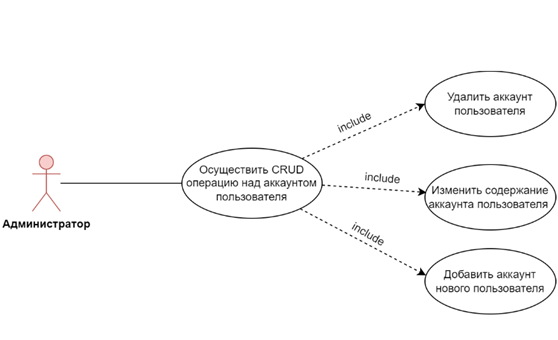 Удалить аккаунт
пользователя
include
Осуществить CRUD
операцию над аккаунтом
пользователя
include
Изменить содержание
аккаунта пользователя
Администратор
include
Добавить аккаунт
нового пользователя